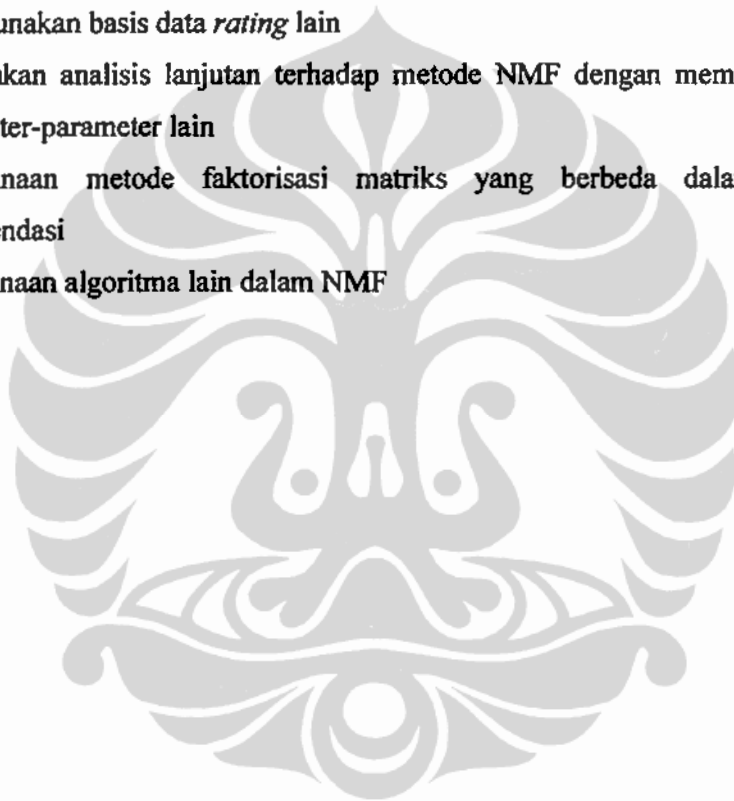 unakan basis data rating lain
kan analisis lanjutan terhadap metode NMF dengan mem
ter-parameter lain
naan metode faktorisasi matriks yang berbeda dala
endasi
naan algoritma lain dalam NMF